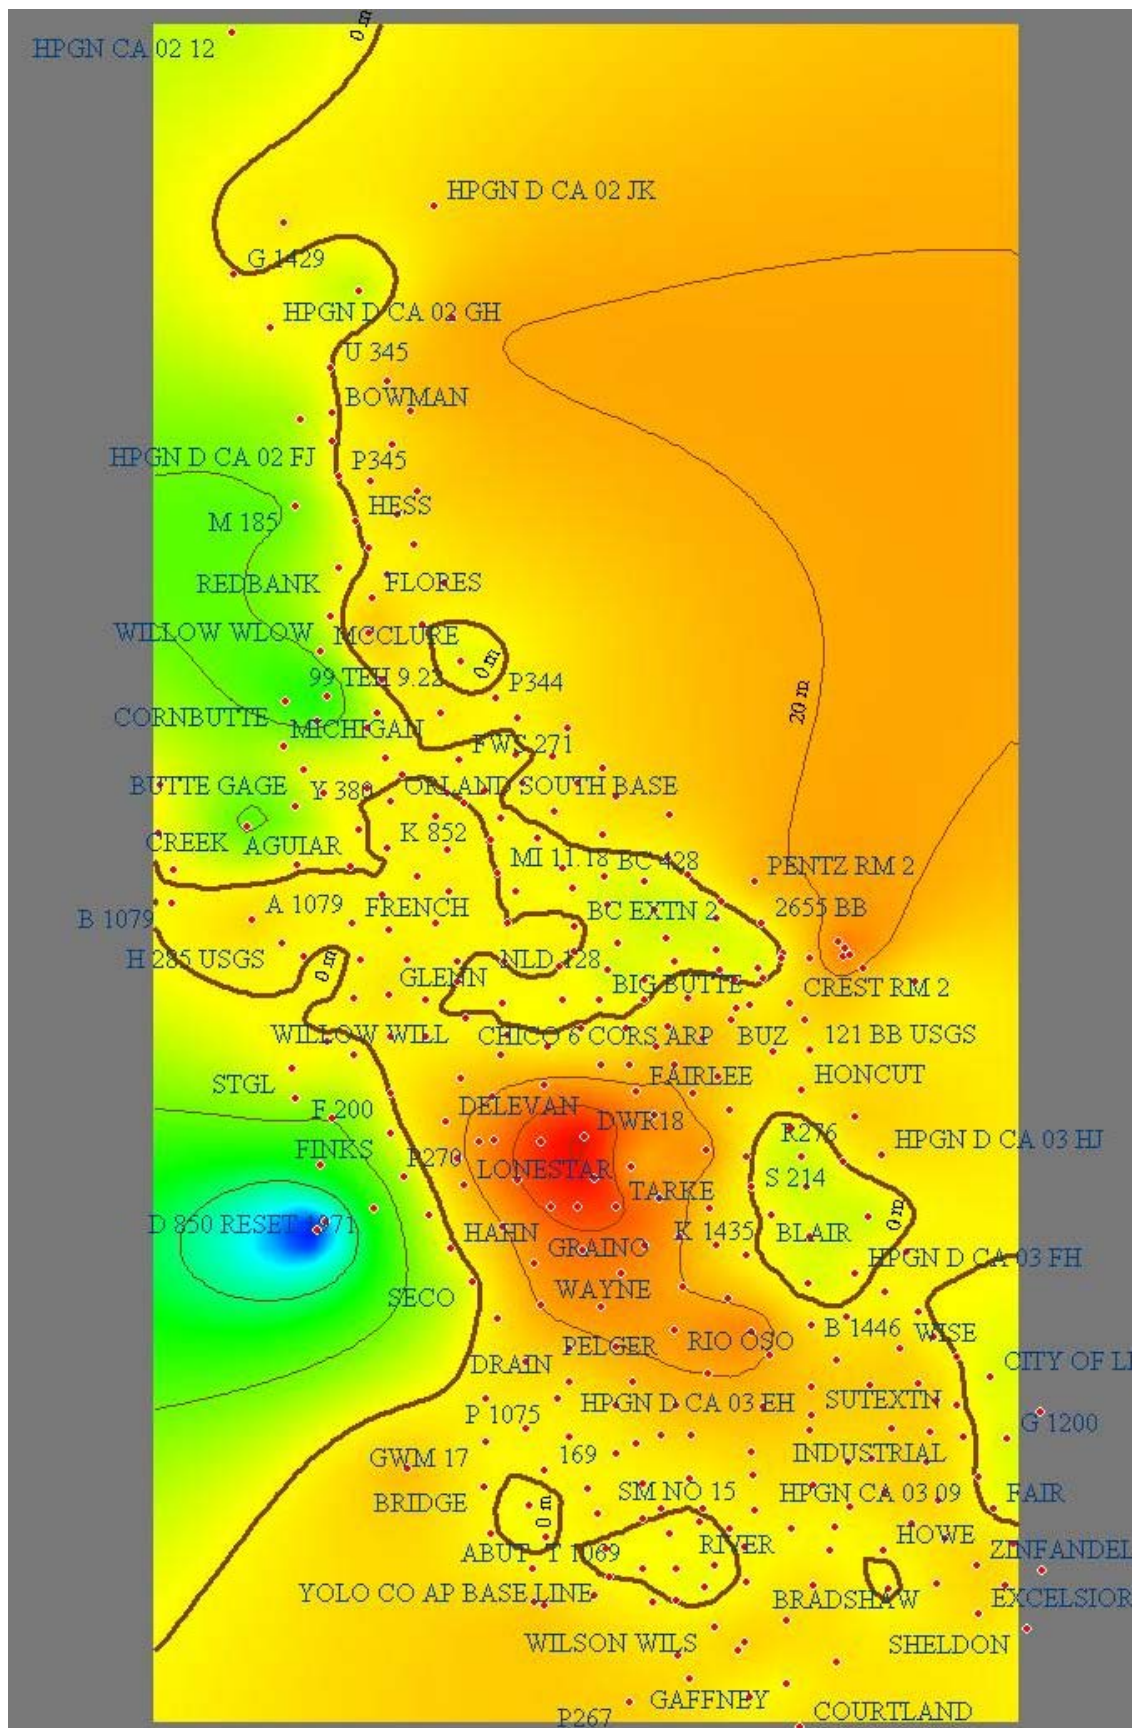 0 m
HPGN CA 02 12
HPGN D CA 02 JK
G 1429
HPGN D CA 02 GH
U 345
BOWMAN
HPGN D CA 02 FJ
P345
HESS
M 185
REDBANK
FLORES
WILLOW WLOW
MCCLURE
0 m
99 TEH 9.22
P344
20 m
CORNBUTTE
MICHIGAN
FWS 271
BUTTE GAGE
Y 380
ORLAND SOUTH BASE
CREEK
AGUIAR
K 852
MI 11.18
BC 428
PENTZ RM 2
B 1079
A 1079
FRENCH
BC EXTN 2
2655 BB
H 285 USGS
0 m
GLENN
NLD 128
BIG BUTTE
CREST RM 2
WILLOW WILL
CHICO 6 CORS ARP
BUZ
121 BB USGS
STGL
FAIRLEE
HONCUT
F 200
DELEVAN
DWR18
R276
HPGN D CA 03 HJ
FINKS
P270
LONESTAR
S 214
TARKE
D 850 RESET 1971
HAHN
GRAINO
K 1435
BLAIR
0 m
HPGN D CA 03 FH
SECO
WAYNE
B 1446
WISE
DRAIN
PELGER
RIO OSO
CITY OF LI
P 1075
HPGN D CA 03 EH
SUTEXTN
G 1200
GWM 17
169
INDUSTRIAL
BRIDGE
0 m
SM NO 15
HPGN CA 03 09
FAIR
ABUT
T 1069
RIVER
HOWE
ZINFANDEL
YOLO CO AP BASE LINE
BRADSHAW
EXCELSIOR
WILSON WILS
SHELDON
GAFFNEY
P267
COURTLAND